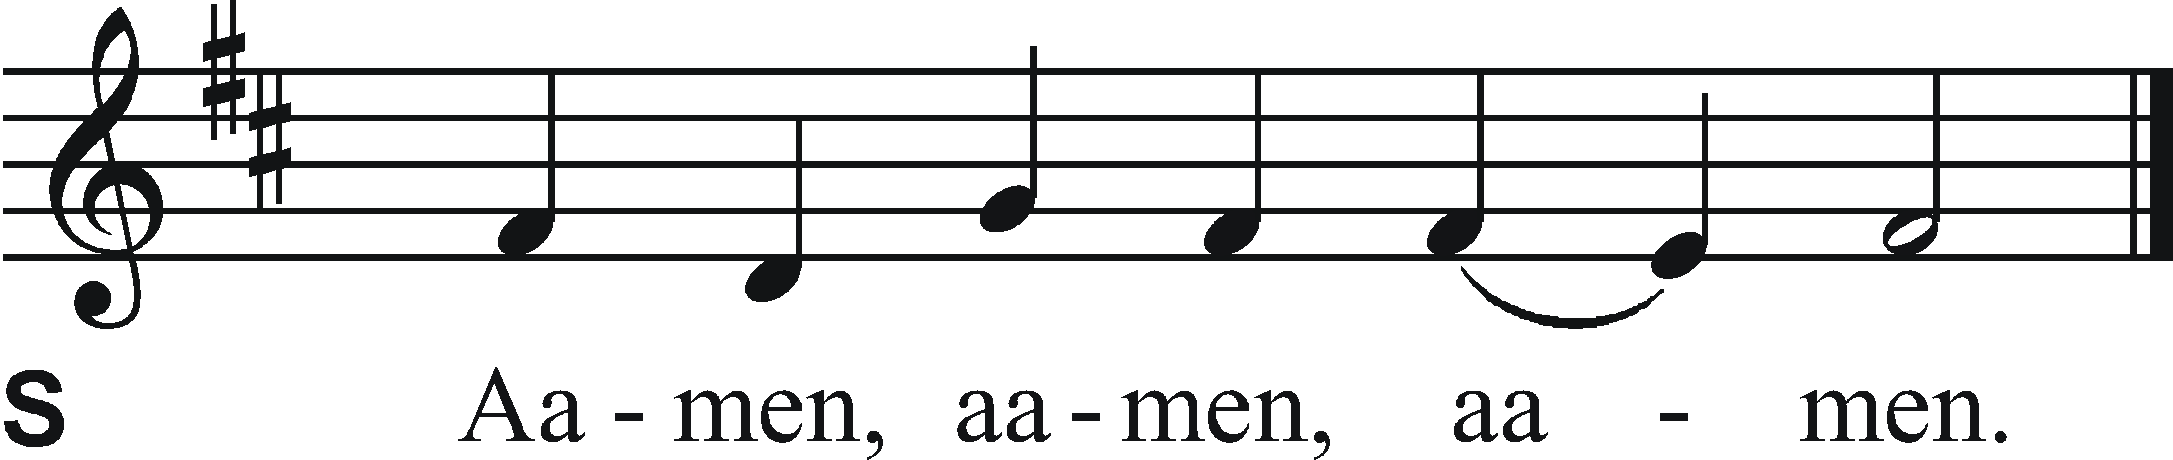 S Aa - men, aa - men, aa - men.